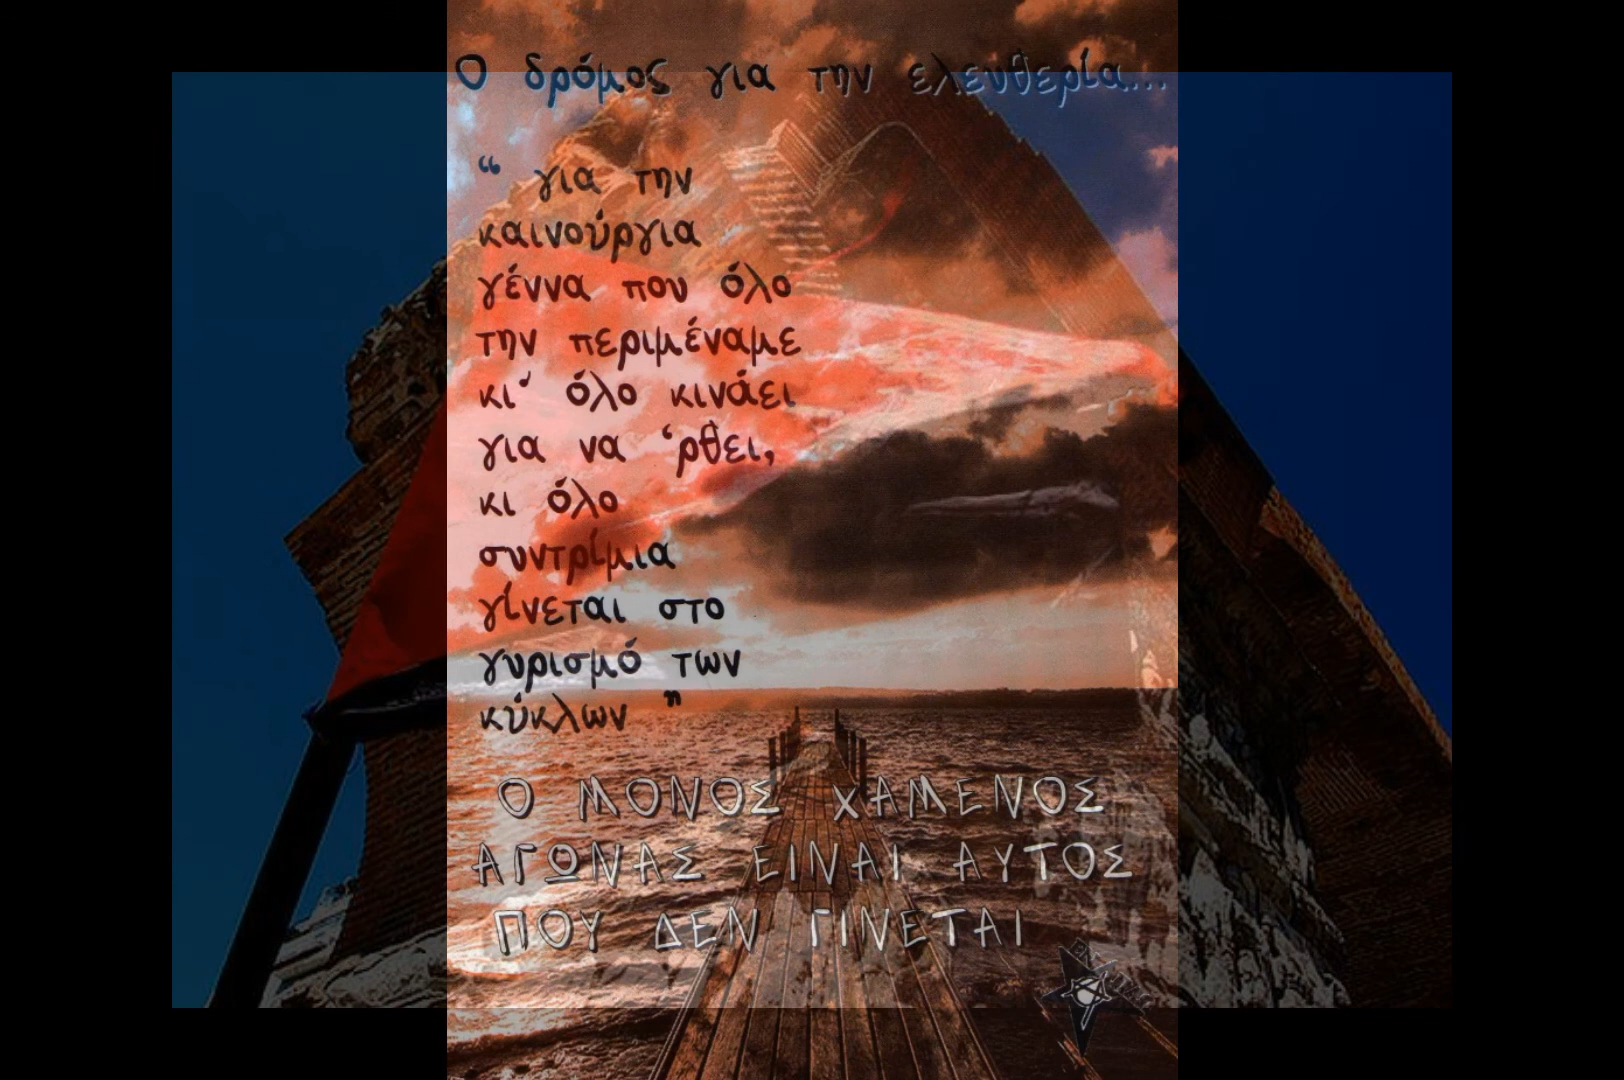 Ο δρόμος για την ελευθερία...
“ για την
καινούργια
γέννα που όλο
την περιμέναμε
κι΄ όλο κινάει
για να ‘ρθει,
κι όλο
συντρίμια
γίνεται στο
γυρισμό των
κύκλων ”
Ο ΜΟΝΟΣ ΧΑΜΕΝΟΣ
ΑΓΩΝΑΣ ΕΙΝΑΙ ΑΥΤΟΣ
ΠΟΥ ΔΕΝ ΓΙΝΕΤΑΙ